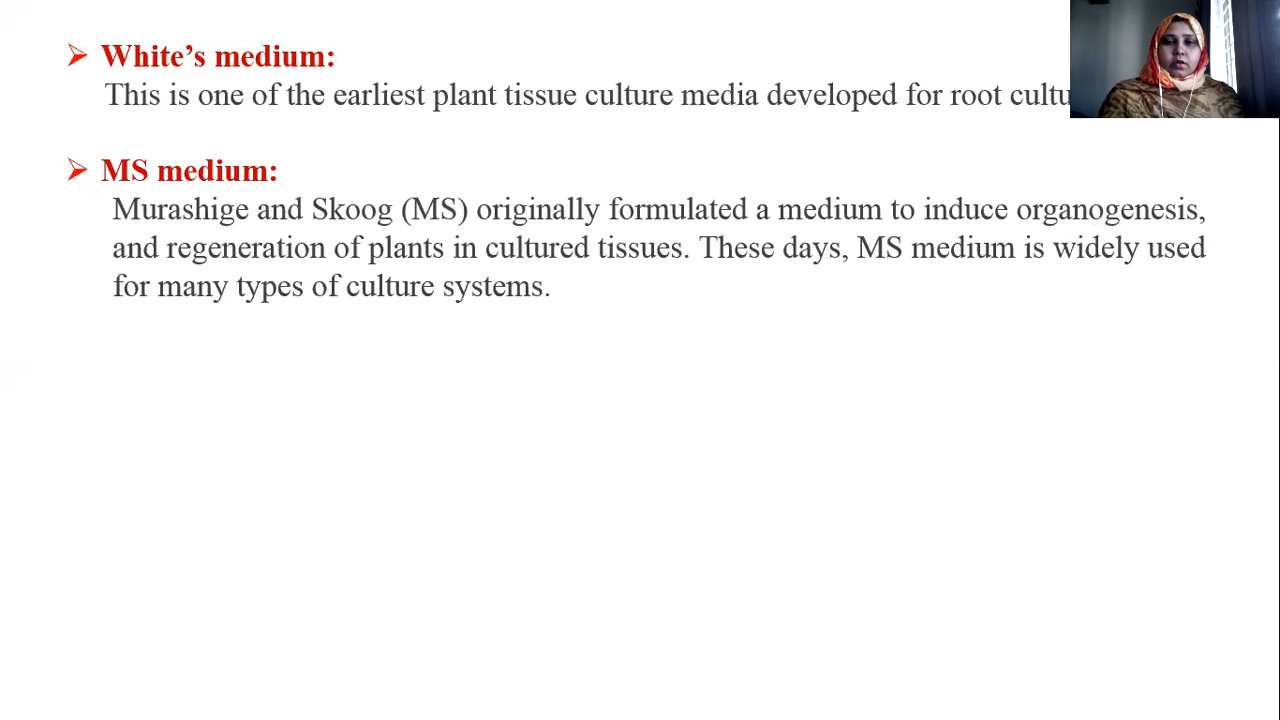 White’s medium:
This is one of the earliest plant tissue culture media developed for root
MS medium:
Murashige and Skoog (MS) originally formulated a medium to induce organogenesis,
and regeneration of plants in cultured tissues. These days, MS medium is widely used
for many types of culture systems.